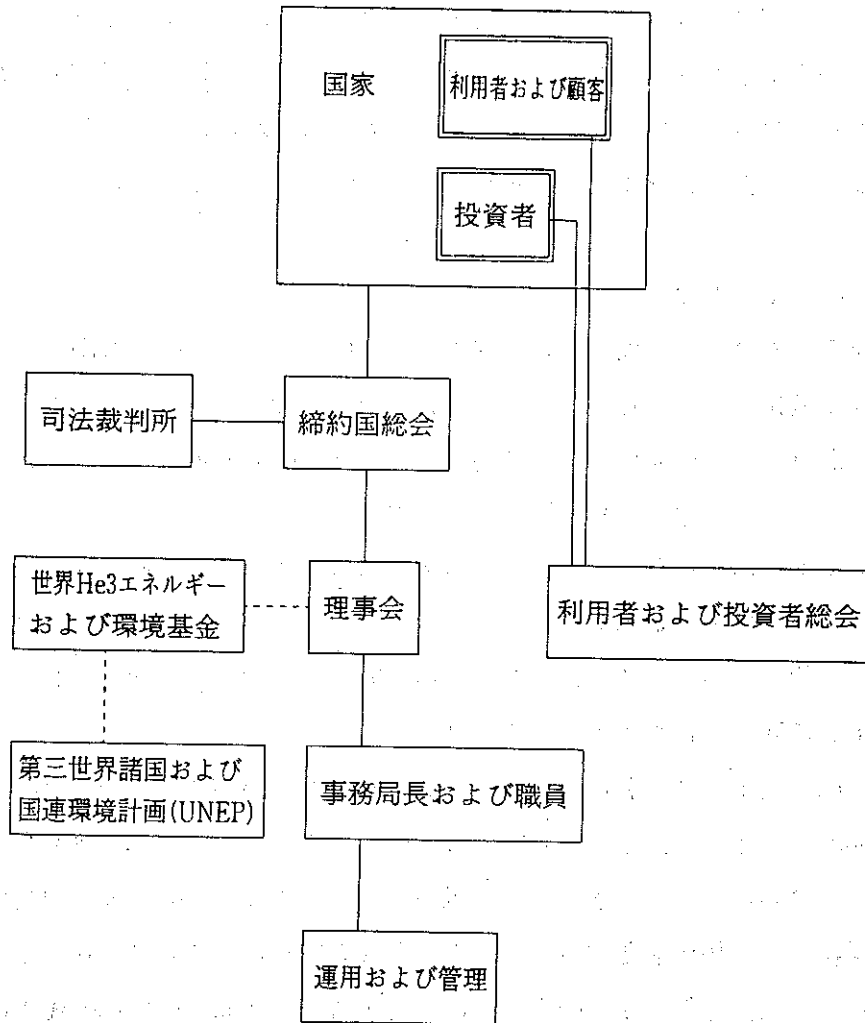 国家
利用者および顧客
投資者
司法裁判所
締約国総会
世界He3エネルギー
および環境基金
理事会
利用者および投資者総会
第三世界諸国および
国連環境計画(UNEP)
事務局長および職員
運用および管理